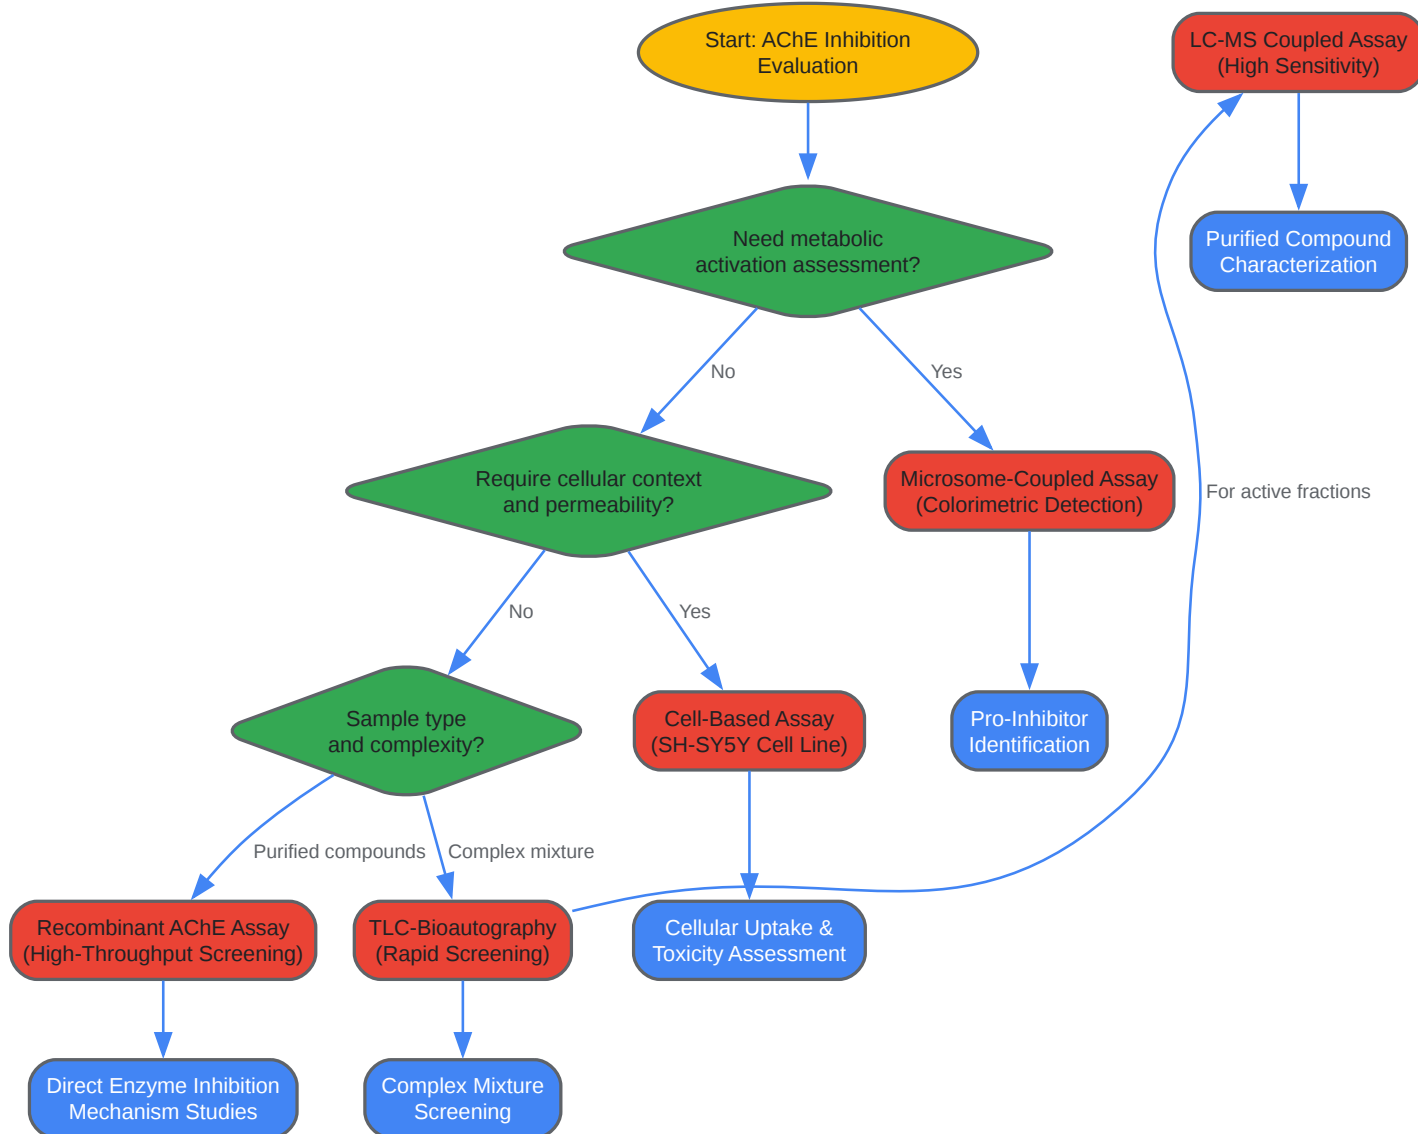 Start: AChE Inhibition
Evaluation
LC-MS Coupled Assay
(High Sensitivity)
Need metabolic
activation assessment?
Purified Compound
Characterization
No
Yes
Require cellular context
and permeability?
Microsome-Coupled Assay
(Colorimetric Detection)
For active fractions
No
Yes
Sample type
and complexity?
Cell-Based Assay
(SH-SY5Y Cell Line)
Pro-Inhibitor
Identification
Purified compounds
Complex mixture
Recombinant AChE Assay
(High-Throughput Screening)
TLC-Bioautography
(Rapid Screening)
Cellular Uptake &
Toxicity Assessment
Direct Enzyme Inhibition
Mechanism Studies
Complex Mixture
Screening